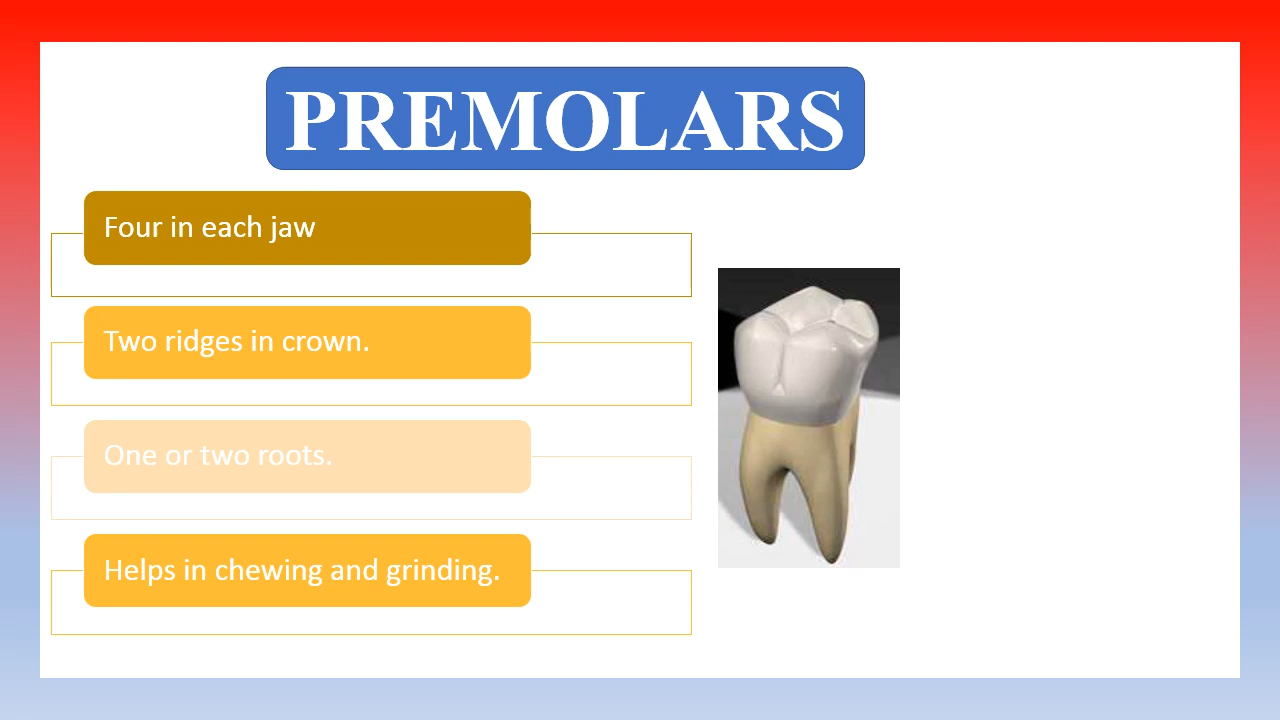 PREMOLARS
Four in each jaw
Two ridges in crown.
One or two roots.
Helps in chewing and grinding.